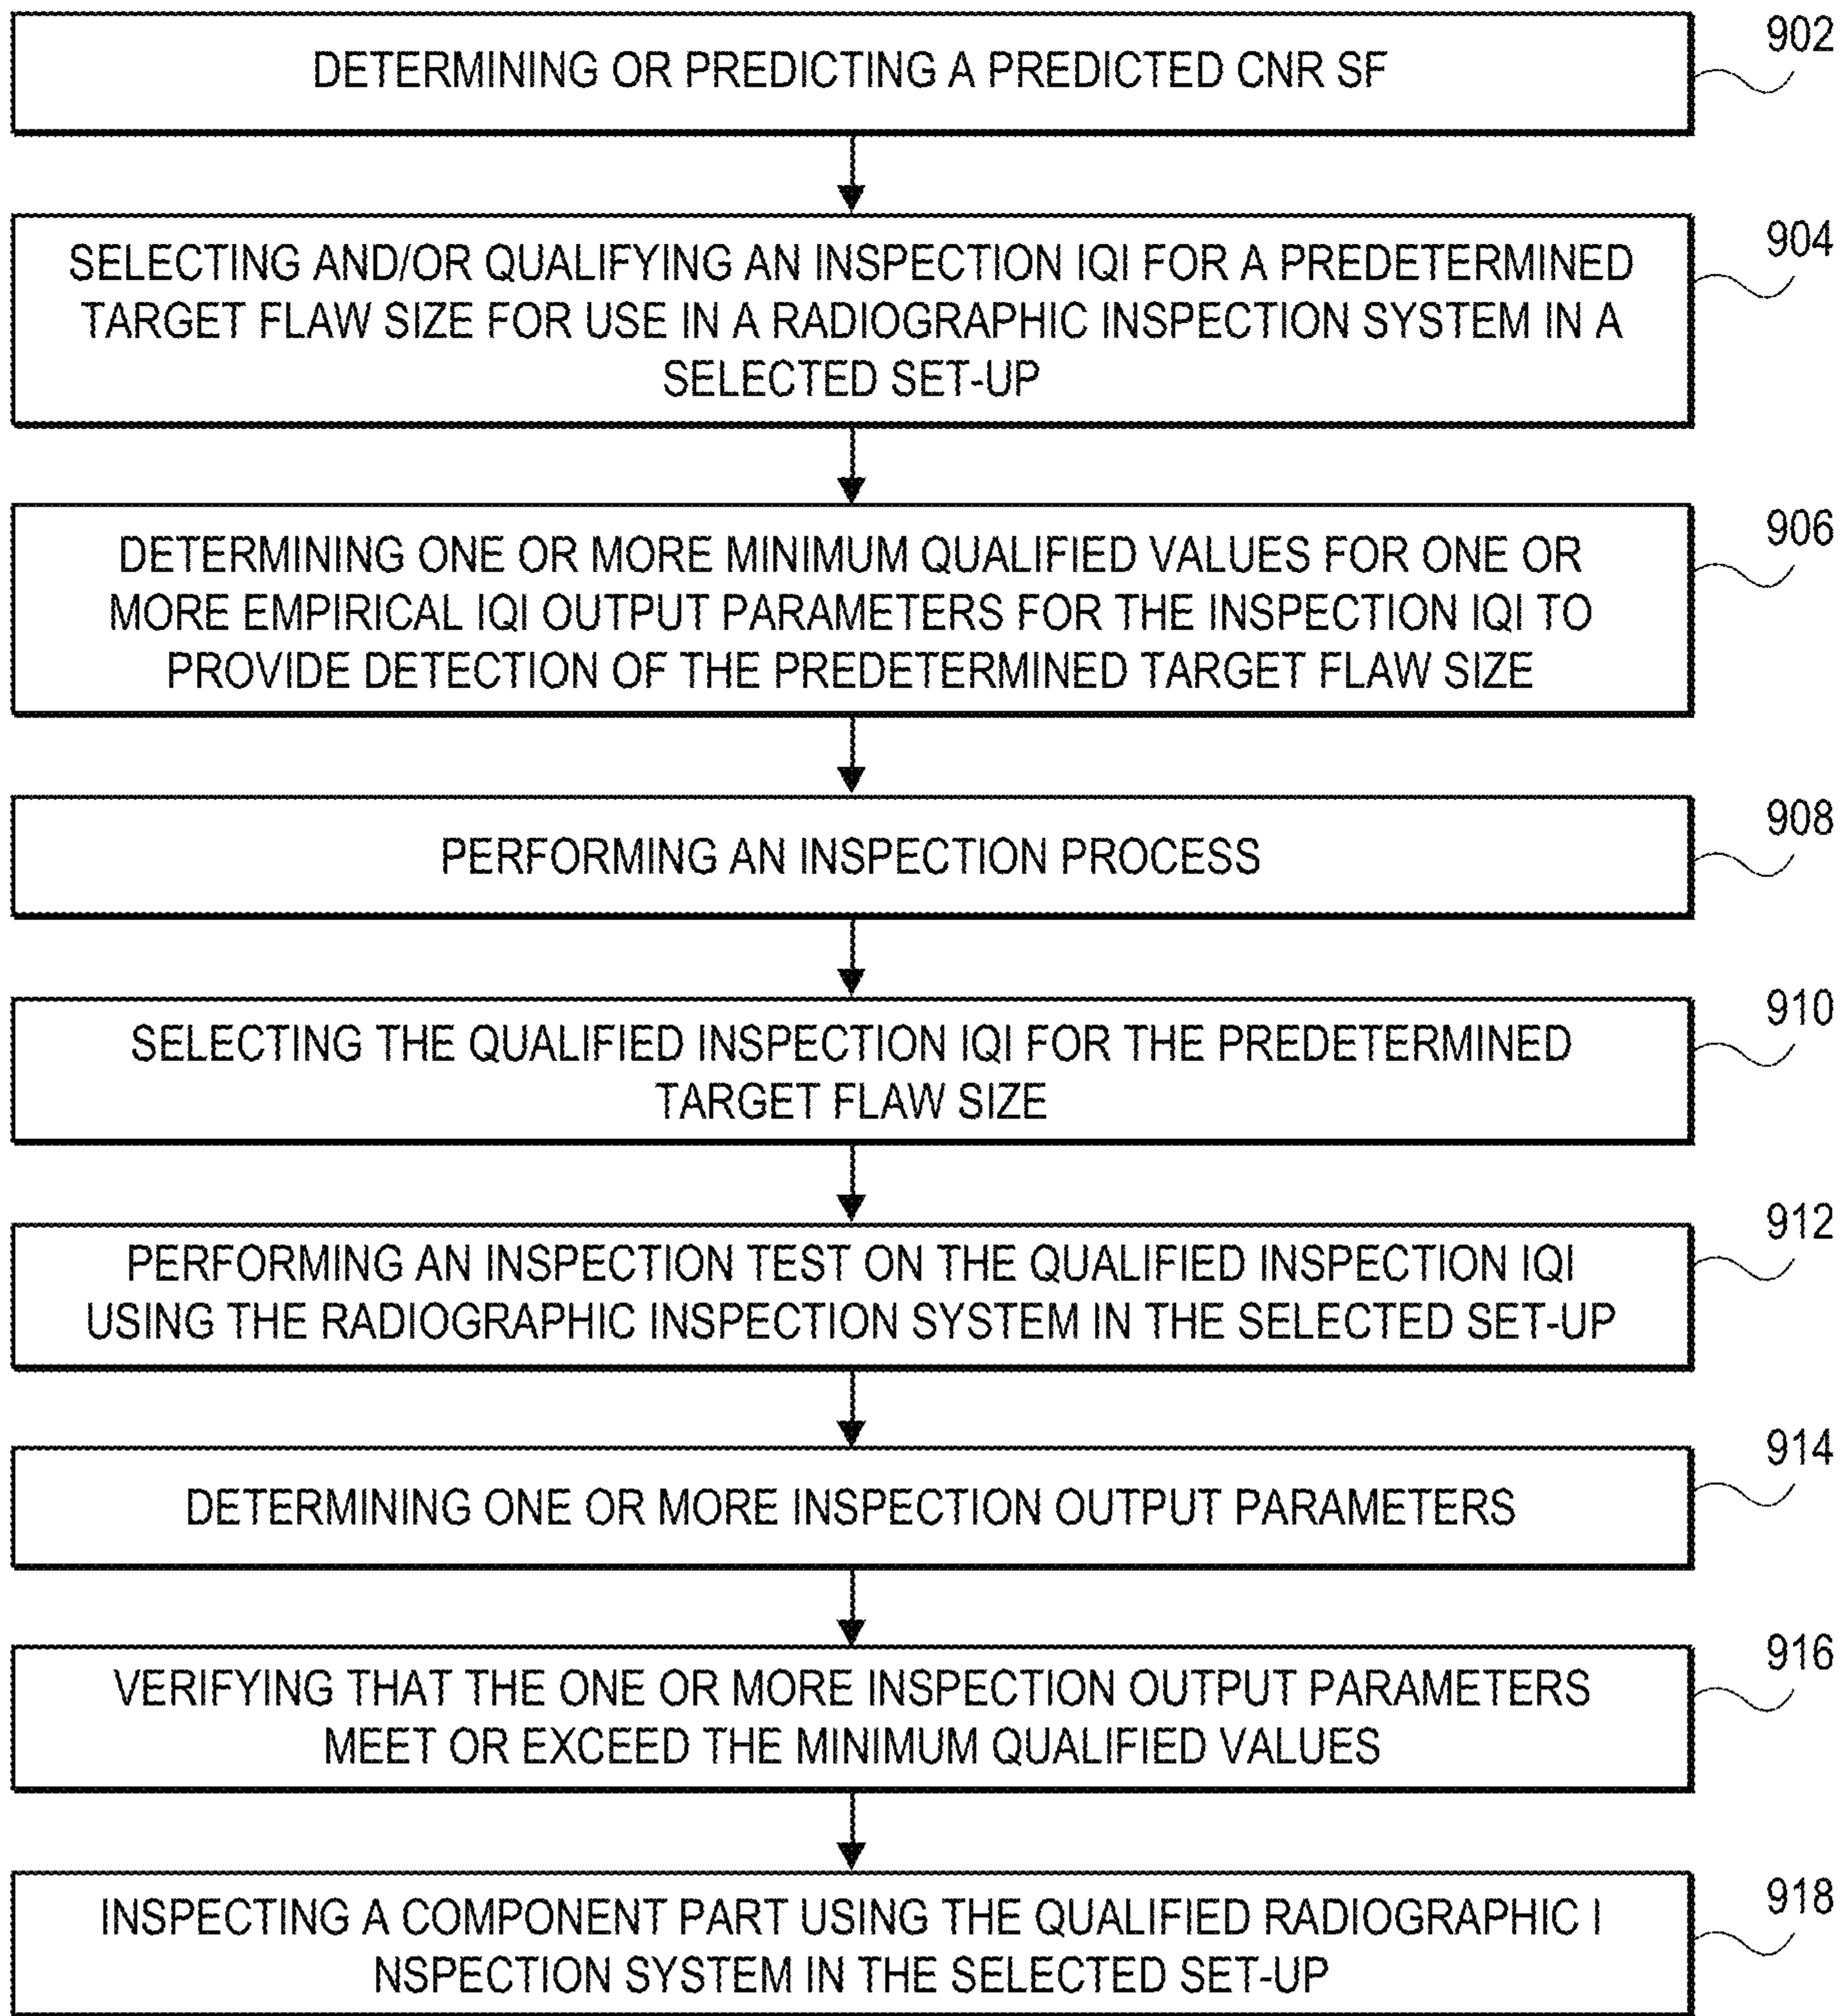 902
DETERMINING OR PREDICTING A PREDICTED CNR SF
904
SELECTING AND/OR QUALIFYING AN INSPECTION IQI FOR A PREDETERMINED
TARGET FLAW SIZE FOR USE IN A RADIOGRAPHIC INSPECTION SYSTEM IN A
SELECTED SET-UP
906
DETERMINING ONE OR MORE MINIMUM QUALIFIED VALUES FOR ONE OR
MORE EMPIRICAL IQI OUTPUT PARAMETERS FOR THE INSPECTION IQI TO
PROVIDE DETECTION OF THE PREDETERMINED TARGET FLAW SIZE
908
PERFORMING AN INSPECTION PROCESS
910
SELECTING THE QUALIFIED INSPECTION IQI FOR THE PREDETERMINED
TARGET FLAW SIZE
912
PERFORMING AN INSPECTION TEST ON THE QUALIFIED INSPECTION IQI
USING THE RADIOGRAPHIC INSPECTION SYSTEM IN THE SELECTED SET-UP
914
DETERMINING ONE OR MORE INSPECTION OUTPUT PARAMETERS
916
VERIFYING THAT THE ONE OR MORE INSPECTION OUTPUT PARAMETERS
MEET OR EXCEED THE MINIMUM QUALIFIED VALUES
918
INSPECTING A COMPONENT PART USING THE QUALIFIED RADIOGRAPHIC I
NSPECTION SYSTEM IN THE SELECTED SET-UP